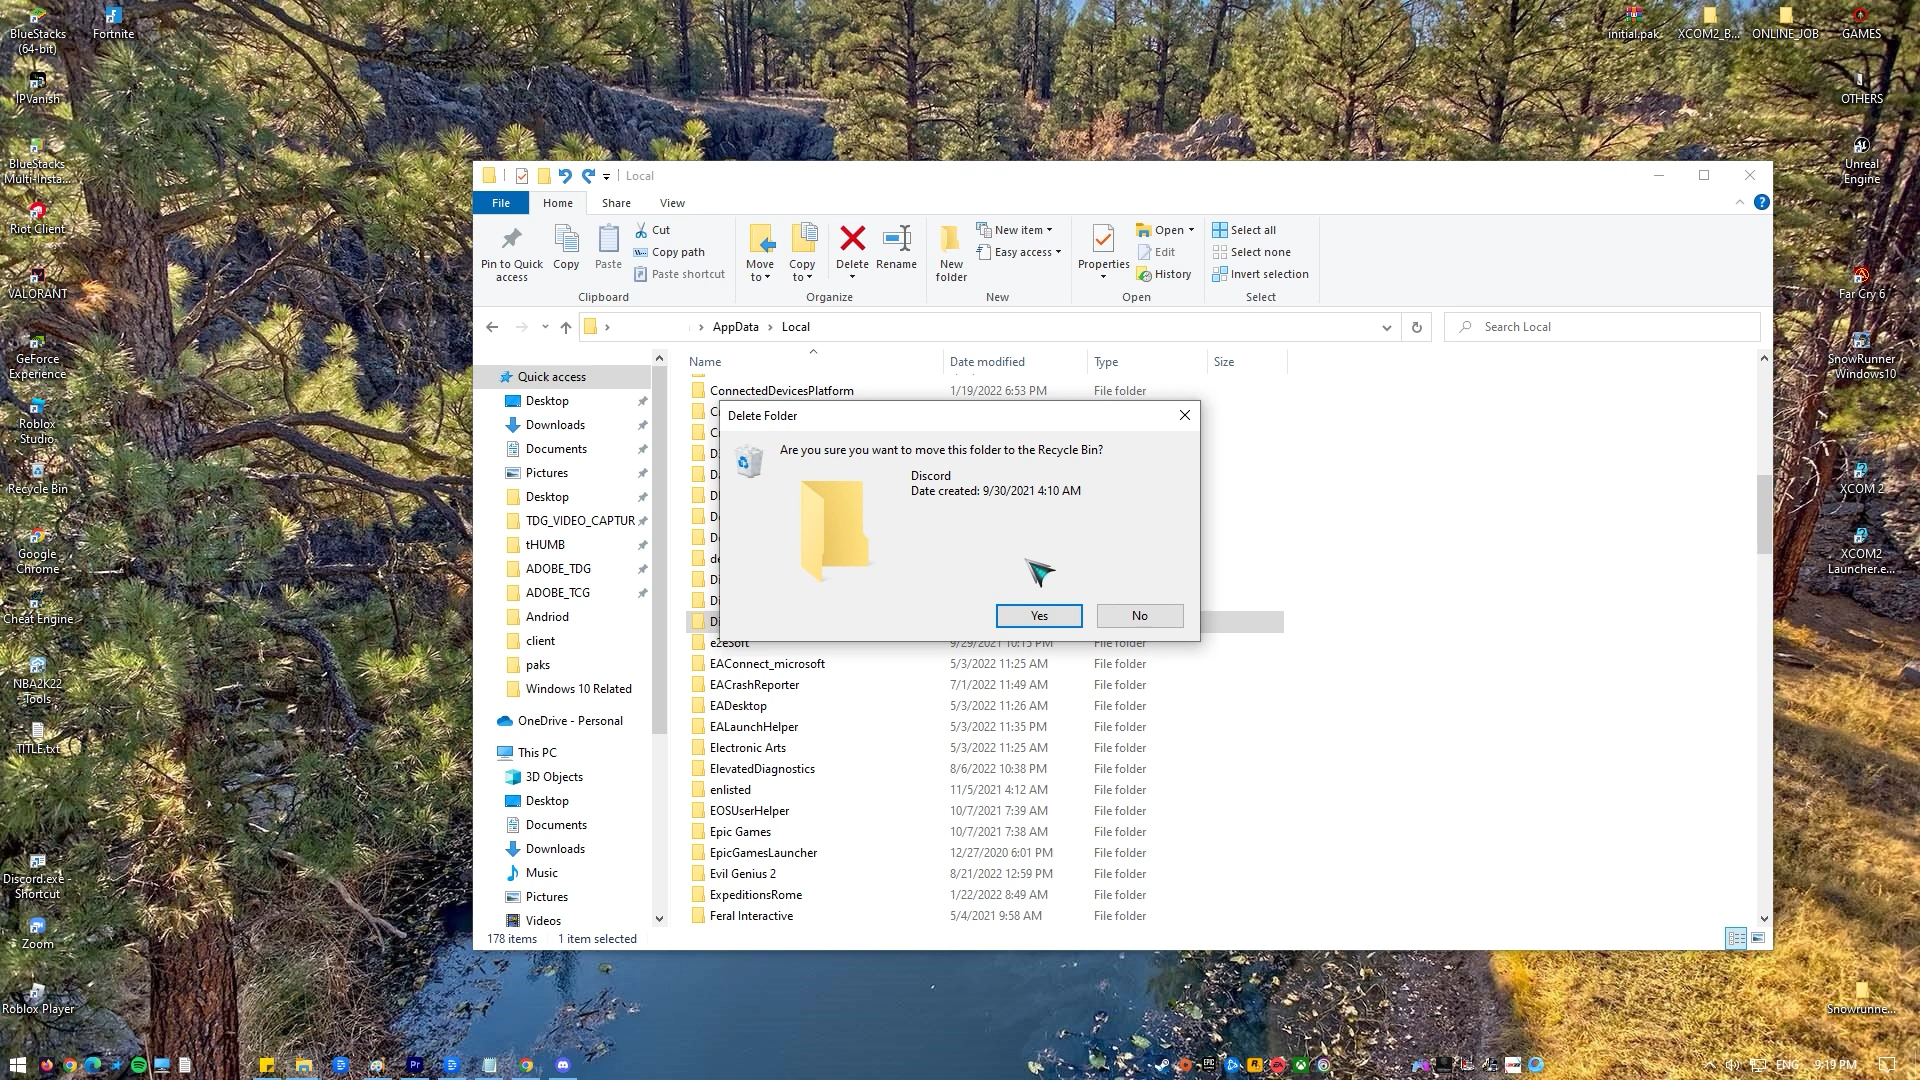 BlueStacks
(64-bit)
Fortnite
IPVanish
BlueStacks
Multi-Insta...
Riot Client
VALORANT
GeForce
Experience
Roblox
Studio
Recycle Bin
Google
Chrome
Cheat Engine
NBA2K22
Tools
TITLE.txt
Discord.exe -
Shortcut
Zoom
Roblox Player
initial.pak
XCOM2_B...
ONLINE_JOB
GAMES
OTHERS
Unreal
Engine
Far Cry 6
SnowRunner
- Windows10
XCOM 2
XCOM2
Launcher.e...
Snowrunne...
Local
File
Home
Share
View
Pin to Quick
access
Copy
Paste
Cut
Copy path
Paste shortcut
Clipboard
Move
to
Copy
to
Delete
Rename
Organize
New
folder
New item
Easy access
New
Properties
Open
Edit
History
Open
Select all
Select none
Invert selection
Select
AppData
Local
Search Local
Quick access
Desktop
Downloads
Documents
Pictures
Desktop
TDG_VIDEO_CAPTUR
tHUMB
ADOBE_TDG
ADOBE_TCG
Andriod
client
paks
Windows 10 Related
OneDrive - Personal
This PC
3D Objects
Desktop
Documents
Downloads
Music
Pictures
Videos
Name Date modified Type Size
ConnectedDevicesPlatform 1/19/2022 6:53 PM File folder
Delete Folder
Are you sure you want to move this folder to the Recycle Bin?
Discord
Date created: 9/30/2021 4:10 AM
Yes
No
e2eSoft 9/29/2021 10:15 PM File folder
EAConnect_microsoft 5/3/2022 11:25 AM File folder
EACrashReporter 7/1/2022 11:49 AM File folder
EADesktop 5/3/2022 11:26 AM File folder
EALaunchHelper 5/3/2022 11:35 PM File folder
Electronic Arts 5/3/2022 11:25 AM File folder
ElevatedDiagnostics 8/6/2022 10:38 PM File folder
enlisted 11/5/2021 4:12 AM File folder
EOSUserHelper 10/7/2021 7:39 AM File folder
Epic Games 10/7/2021 7:38 AM File folder
EpicGamesLauncher 12/27/2020 6:01 PM File folder
Evil Genius 2 8/21/2022 12:59 PM File folder
ExpeditionsRome 1/22/2022 8:49 AM File folder
Feral Interactive 5/4/2021 9:58 AM File folder
178 items
1 item selected
ENG
9:19 PM